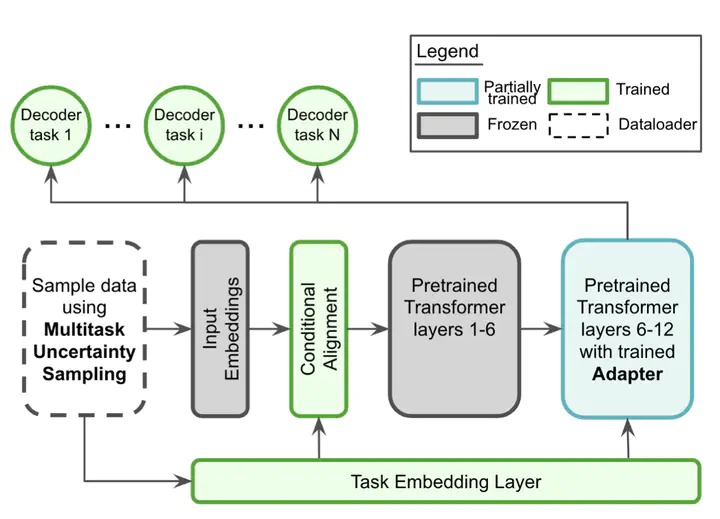 Legend
Partially
trained
Trained
Frozen
Dataloader
Decoder
task 1
...
Decoder
task i
...
Decoder
task N
Sample data
using
Multitask
Uncertainty
Sampling
Input
Embeddings
Conditional
Alignment
Pretrained
Transformer
layers 1-6
Pretrained
Transformer
layers 6-12
with trained
Adapter
Task Embedding Layer